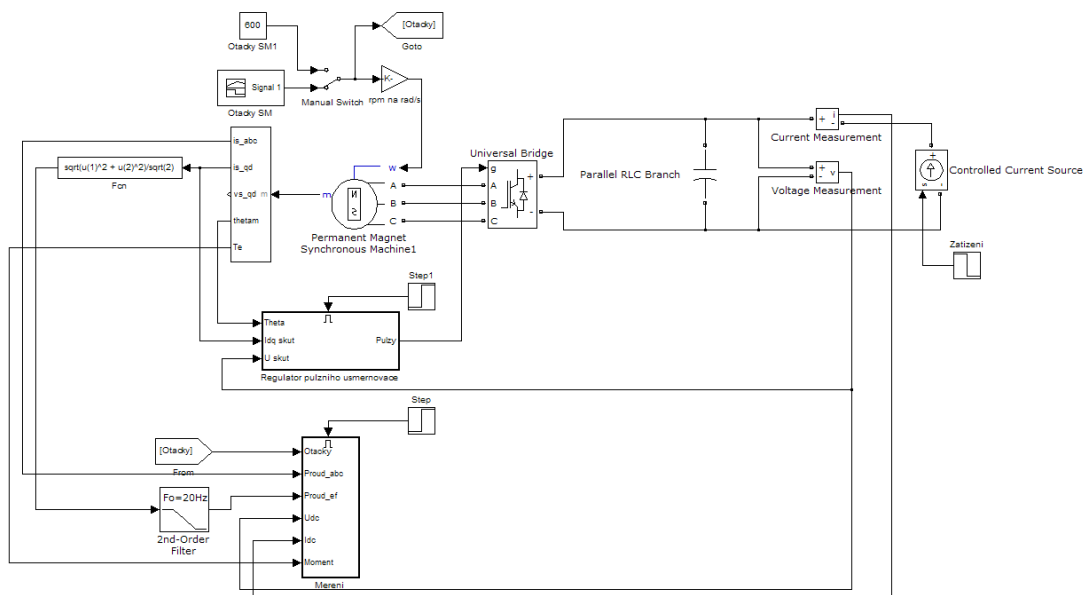 600
Otacky SM1
[Otacky]
Goto
Signal 1
Otacky SM
Manual Switch
-K-
rpm na rad/s
is_abc
is_qd
vs_qd
thetam
Te
m
sqrt(u(1)^2 + u(2)^2)/sqrt(2)
Fcn
w
m
A
B
C
N
S
Permanent Magnet
Synchronous Machine1
Universal Bridge
g
A
B
C
+
-
Parallel RLC Branch
+
-
i
Current Measurement
+
-
v
Voltage Measurement
+
s
-
Controlled Current Source
Zatizeni
Step1
Theta
Idq skut
U skut
Pulzy
Regulator pulzniho usmernovace
Step
[Otacky]
From
Fo=20Hz
2nd-Order
Filter
Otacky
Proud_abc
Proud_ef
Udc
Idc
Moment
Mereni